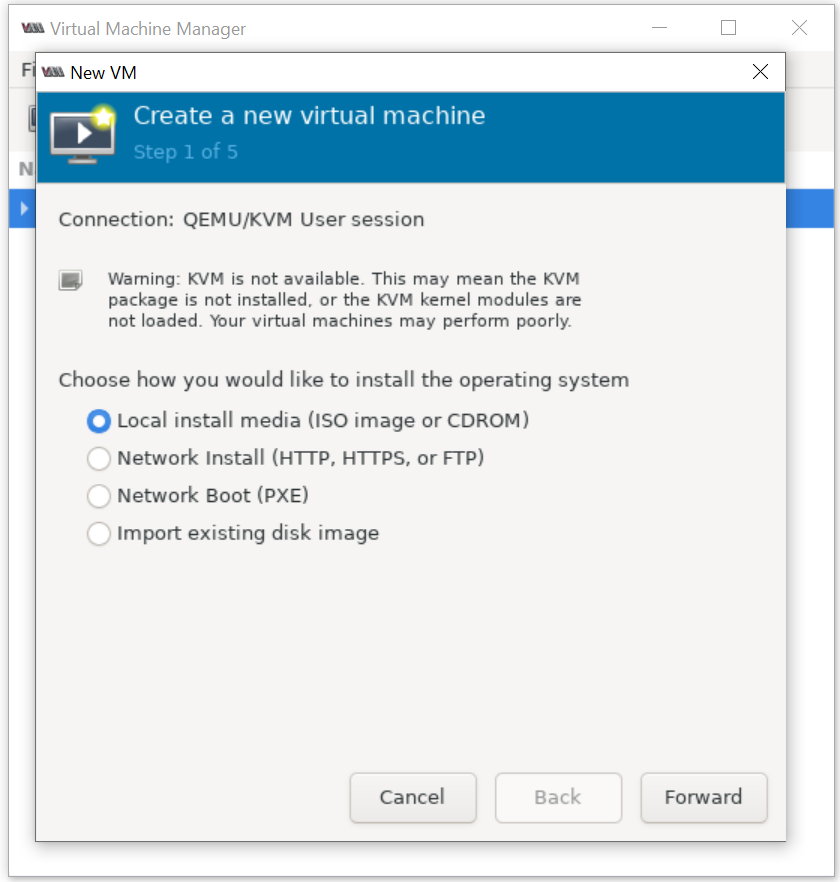 Virtual Machine Manager
Fi
New VM
Create a new virtual machine
Step 1 of 5
N
Connection: QEMU/KVM User session
Warning: KVM is not available. This may mean the KVM
package is not installed, or the KVM kernel modules are
not loaded. Your virtual machines may perform poorly.
Choose how you would like to install the operating system
Local install media (ISO image or CDROM)
Network Install (HTTP, HTTPS, or FTP)
Network Boot (PXE)
Import existing disk image
Cancel
Back
Forward